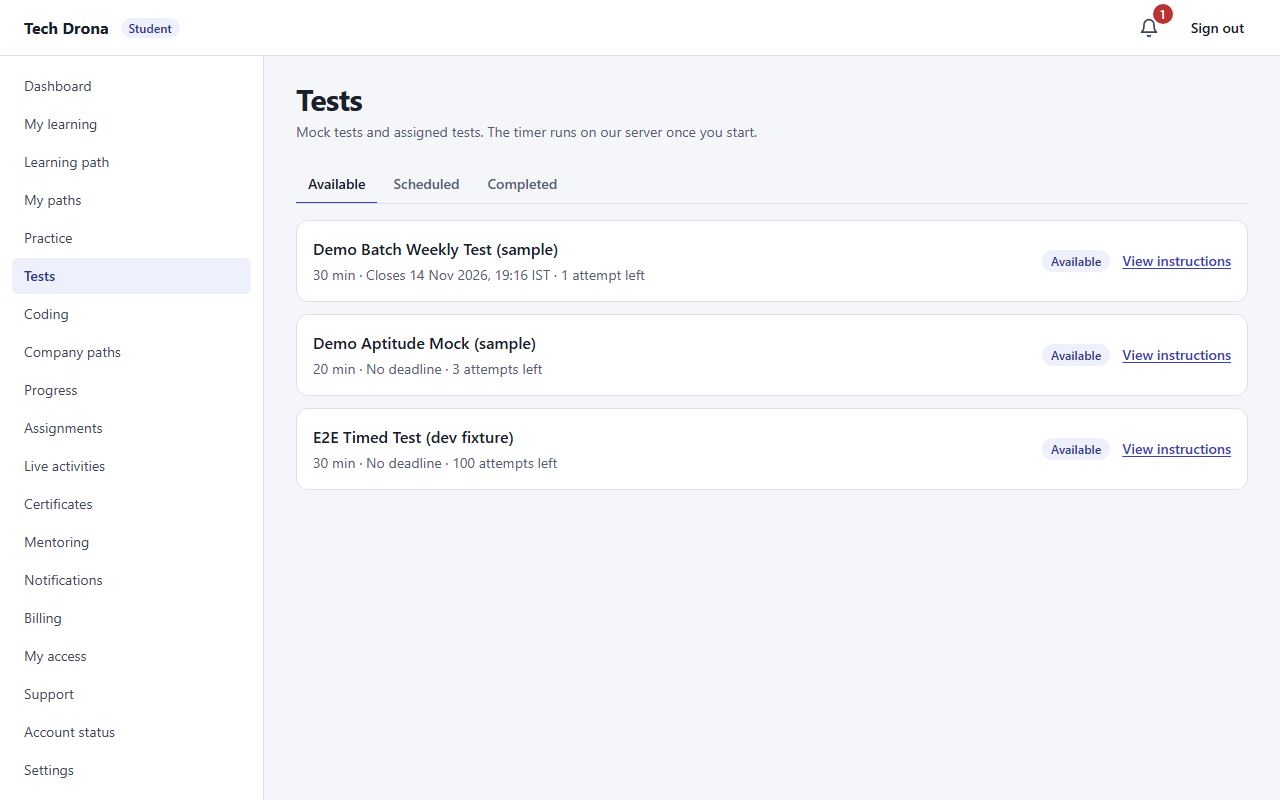 Tech Drona
Student
1
Sign out
Dashboard
My learning
Learning path
My paths
Practice
Tests
Coding
Company paths
Progress
Assignments
Live activities
Certificates
Mentoring
Notifications
Billing
My access
Support
Account status
Settings
Tests
Mock tests and assigned tests. The timer runs on our server once you start.
Available
Scheduled
Completed
Demo Batch Weekly Test (sample)
30 min · Closes 14 Nov 2026, 19:16 IST · 1 attempt left
Available
View instructions
Demo Aptitude Mock (sample)
20 min · No deadline · 3 attempts left
Available
View instructions
E2E Timed Test (dev fixture)
30 min · No deadline · 100 attempts left
Available
View instructions